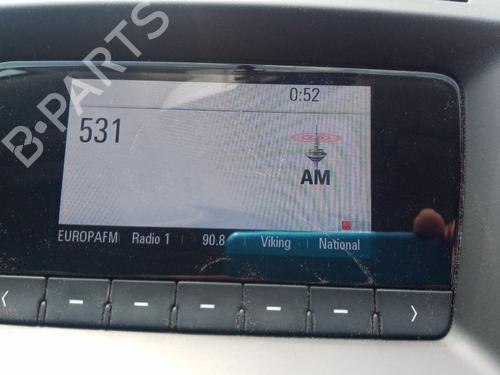 B-PARTS
0:52
531
AM
EUROPAFM Radio 1 90.8 Viking National